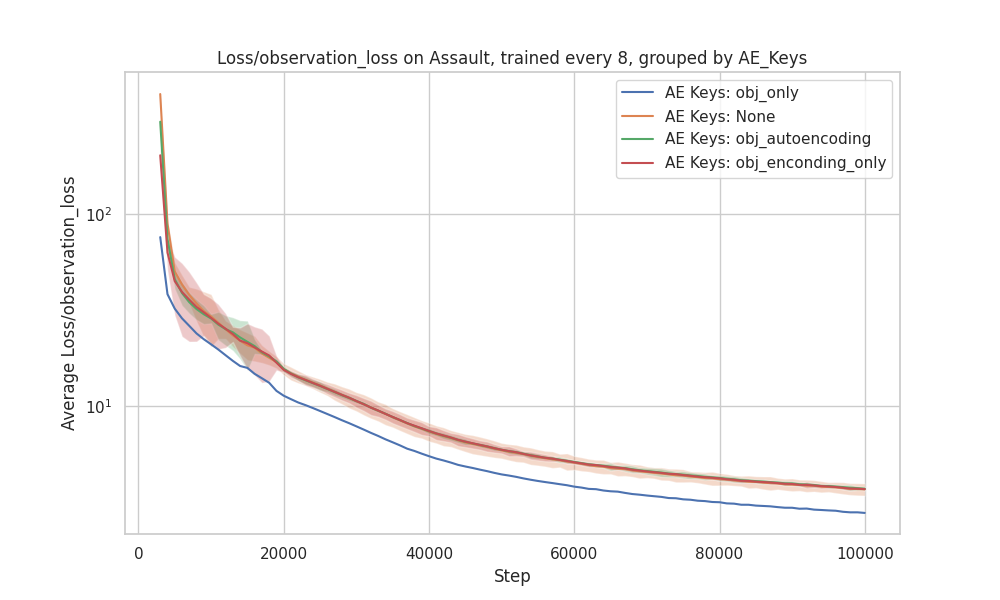 Loss/observation_loss on Assault, trained every 8, grouped by AE_Keys
AE Keys: obj_only
AE Keys: None
AE Keys: obj_autoencoding
AE Keys: obj_enconding_only
Average Loss/observation_loss
10²
10¹
0
20000
40000
60000
80000
100000
Step